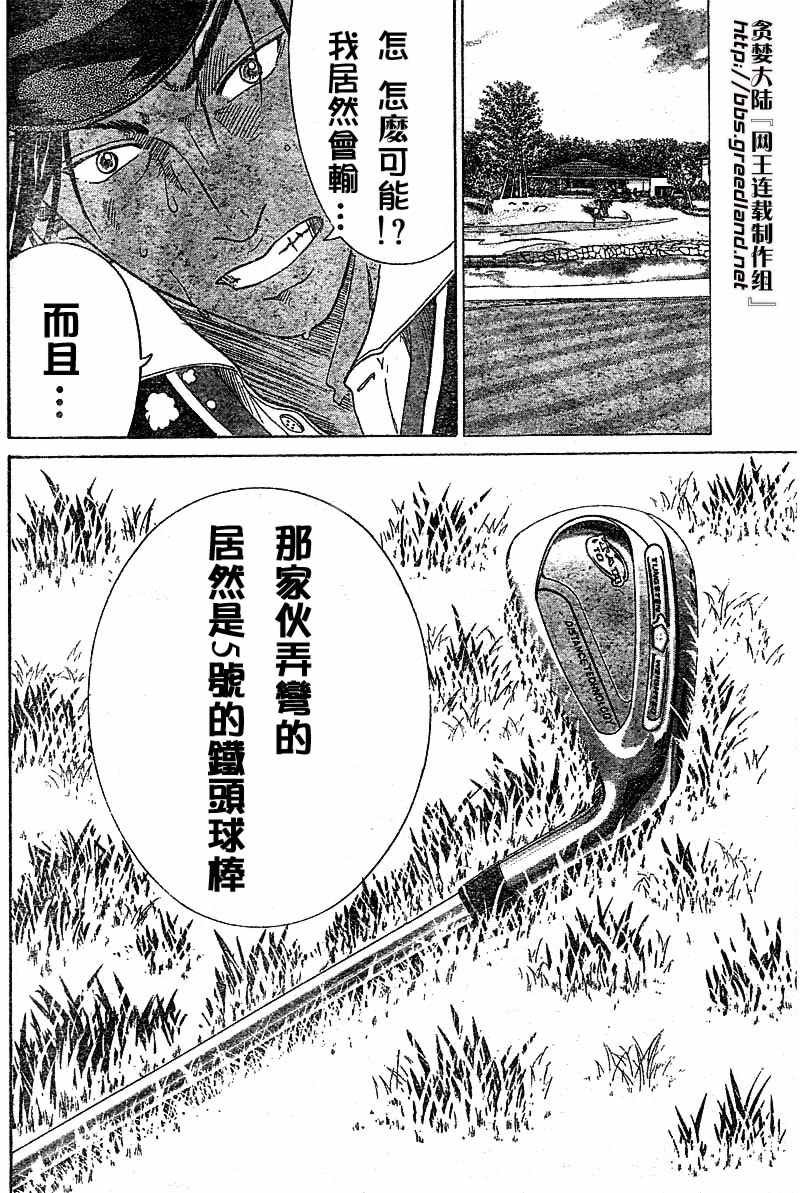 贪婪大陆『网王连载制作组』
http://bbs.greedland.net
怎 怎麼可能!?
我居然會輸…
而且…
那家伙弄彎的
居然是5號的鐵頭球棒
DISTANCE TECHNOLOGY